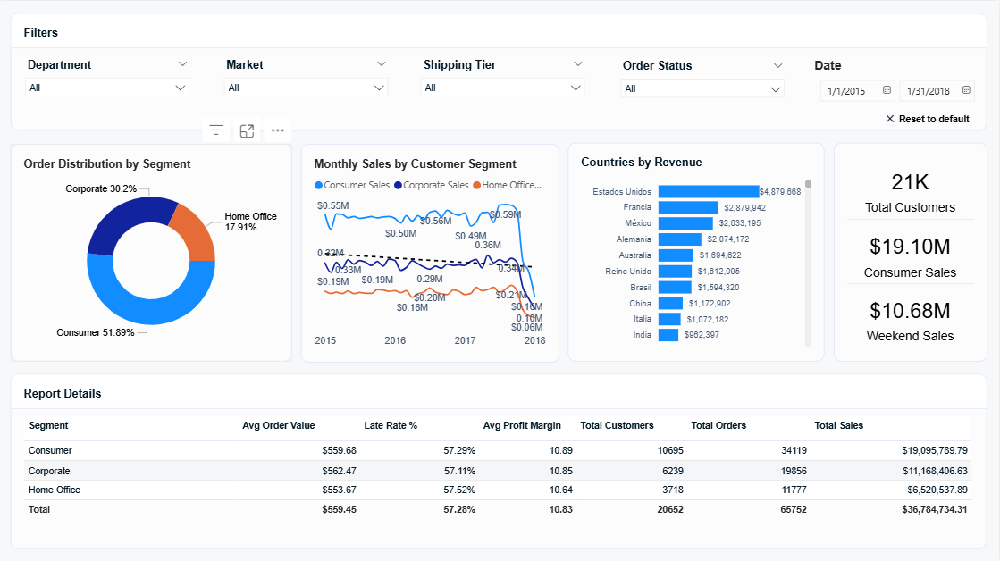 Filters
Department Market Shipping Tier Order Status Date
All All All All 1/1/2015 1/31/2018
Reset to default
Order Distribution by Segment
Corporate 30.2%
Home Office
17.91%
Consumer 51.89%
Monthly Sales by Customer Segment
Consumer Sales Corporate Sales Home Office...
$0.55M
$0.56M $0.59M
$0.50M $0.49M
0.36M
0.32M
0.33M 0.34M
$0.19M $0.19M 0.29M
$0.20M $0.21M
$0.16M $0.16M
0.10M
$0.06M
2015 2016 2017 2018
Countries by Revenue
Estados Unidos $4,879,668
Francia $2,879,942
México $2,633,195
Alemania $2,074,172
Australia $1,694,622
Reino Unido $1,612,095
Brasil $1,594,320
China $1,172,902
Italia $1,072,182
India $962,397
21K
Total Customers
$19.10M
Consumer Sales
$10.68M
Weekend Sales
Report Details
Segment Avg Order Value Late Rate % Avg Profit Margin Total Customers Total Orders Total Sales
Consumer $559.68 57.29% 10.89 10695 34119 $19,095,789.79
Corporate $562.47 57.11% 10.85 6239 19856 $11,168,406.63
Home Office $553.67 57.52% 10.64 3718 11777 $6,520,537.89
Total $559.45 57.28% 10.83 20652 65752 $36,784,734.31